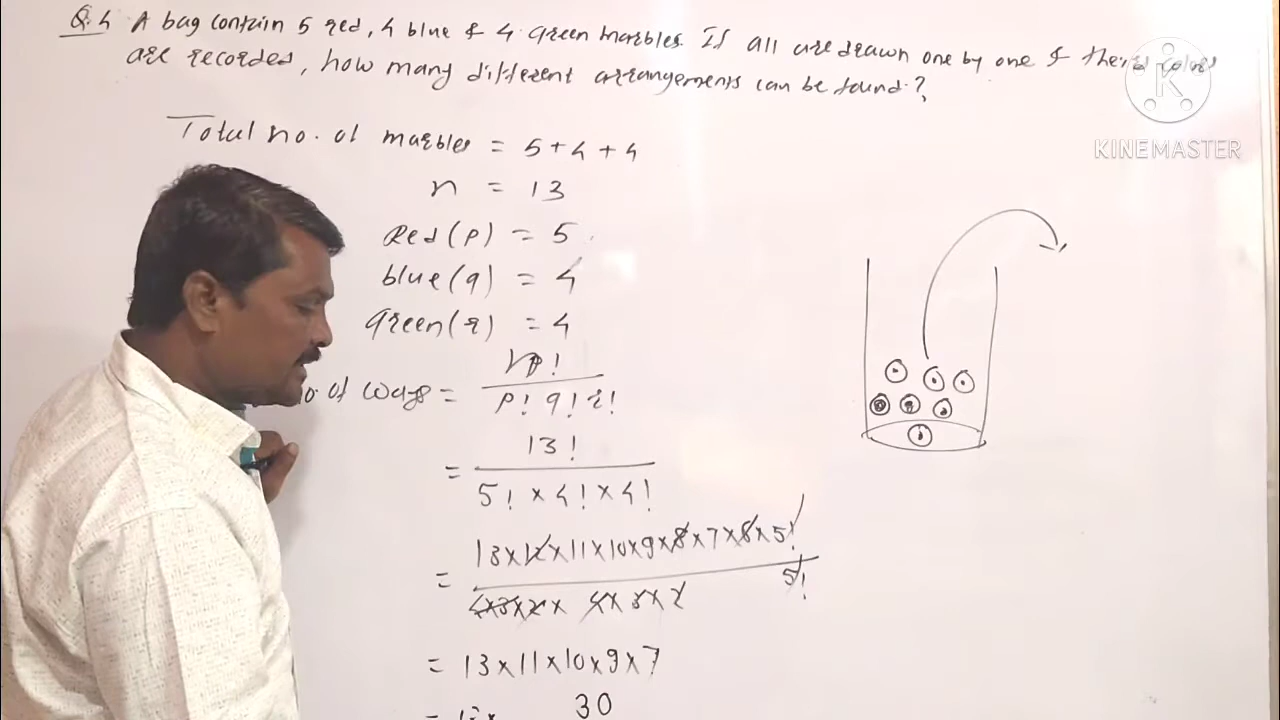 Q.4 A bag contain 5 red, 4 blue & 4 green marbles. If all are drawn one by one & their colors
are recorded, how many different arrangements can be found?
K
KINEMASTER
Total no. of marbles = 5+4+4
n = 13
Red(p) = 5
blue(q) = 4
green(r) = 4
No. of ways = n! / p! q! r!
= 13! / 5! × 4! × 4!
= 13×12×11×10×9×8×7×6×5! / 4×3×2× 4×3×2 5!
= 13×11×10×9×7
30